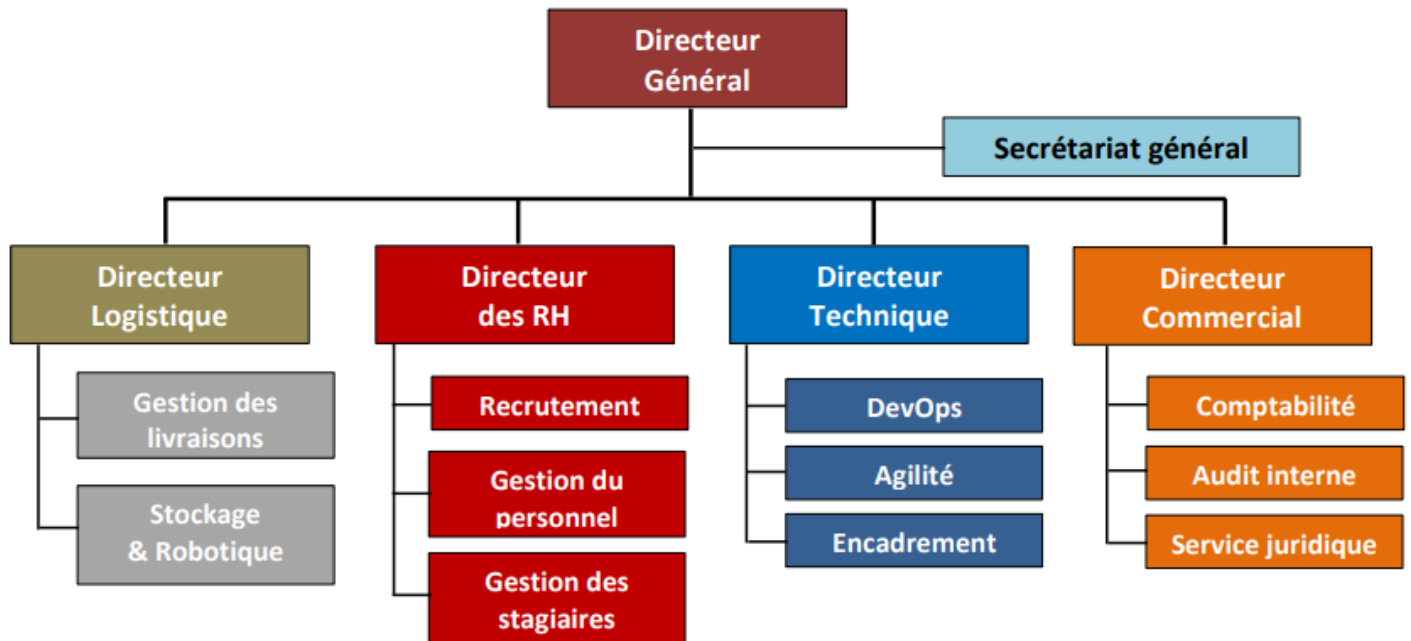 Directeur
Général
Secrétariat général
Directeur
Logistique
Gestion des
livraisons
Stockage
& Robotique
Directeur
des RH
Recrutement
Gestion du
personnel
Gestion des
stagiaires
Directeur
Technique
DevOps
Agilité
Encadrement
Directeur
Commercial
Comptabilité
Audit interne
Service juridique